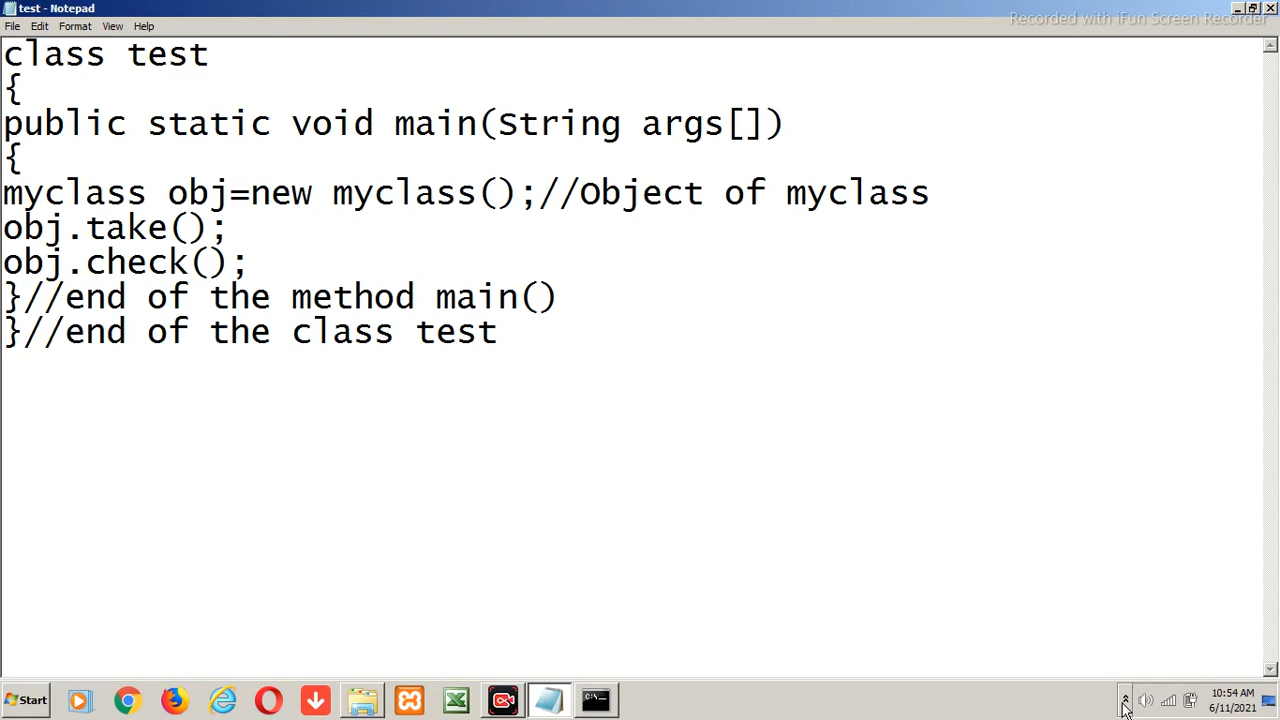 test - Notepad
Recorded with iFun Screen Recorder
File Edit Format View Help
class test
{
public static void main(String args[])
{
myclass obj=new myclass();//Object of myclass
obj.take();
obj.check();
}//end of the method main()
}//end of the class test
Start
10:54 AM
6/11/2021